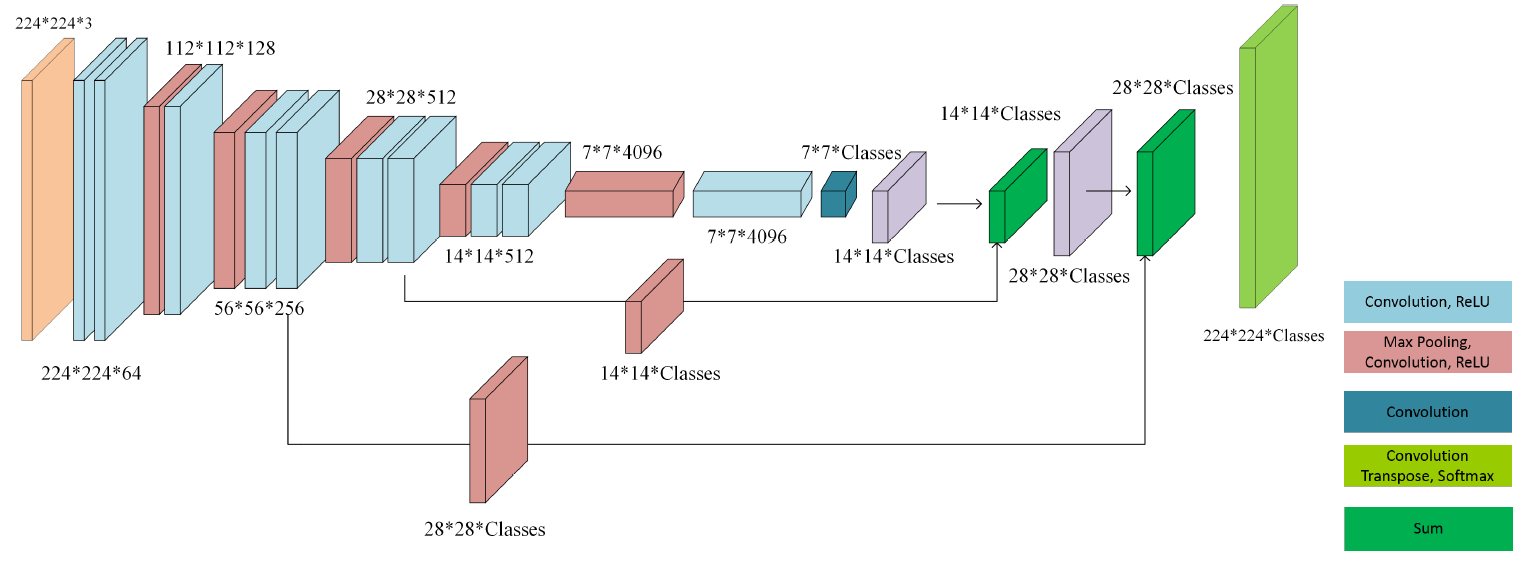 224*224*3
112*112*128
28*28*512
7*7*4096
7*7*Classes
14*14*Classes
28*28*Classes
224*224*64
56*56*256
14*14*512
7*7*4096
14*14*Classes
28*28*Classes
224*224*Classes
14*14*Classes
28*28*Classes
Convolution, ReLU
Max Pooling,
Convolution, ReLU
Convolution
Convolution
Transpose, Softmax
Sum